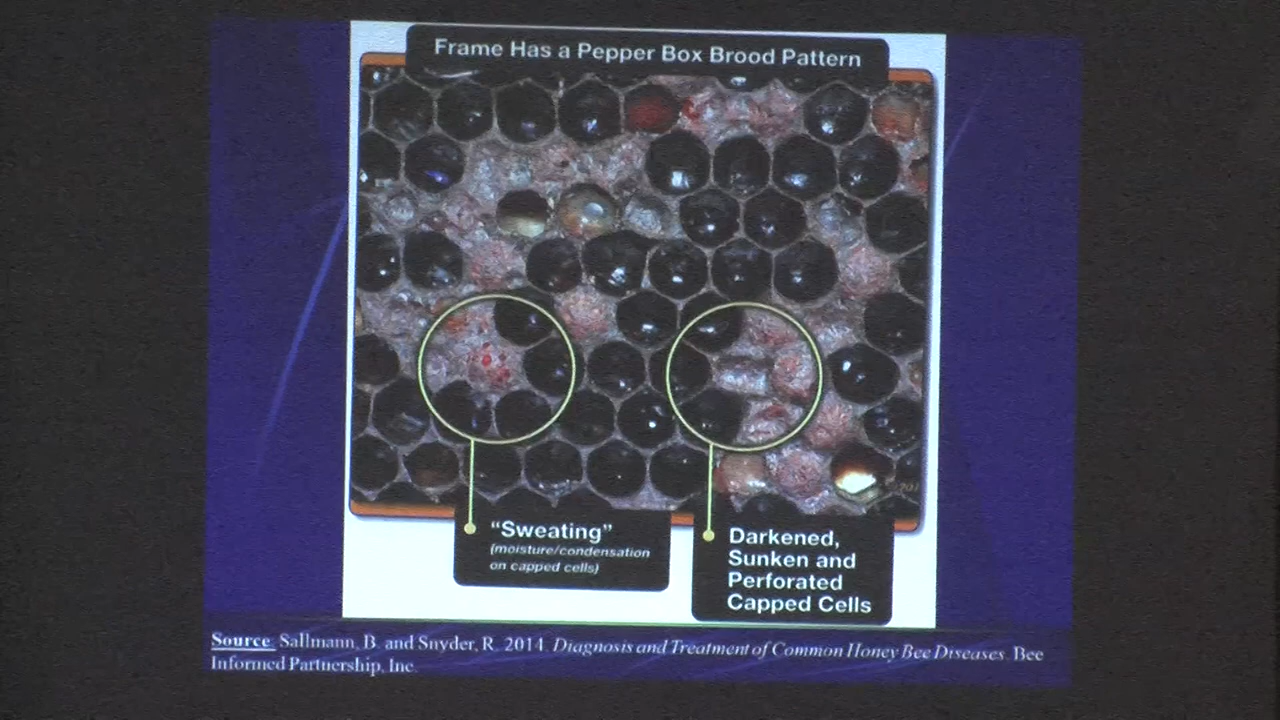 Frame Has a Pepper Box Brood Pattern
“Sweating”
(moisture/condensation
on capped cells)
Darkened,
Sunken and
Perforated
Capped Cells
Source: Sallmann, B. and Snyder, R. 2014. Diagnosis and Treatment of Common Honey Bee Diseases. Bee
Informed Partnership, Inc.